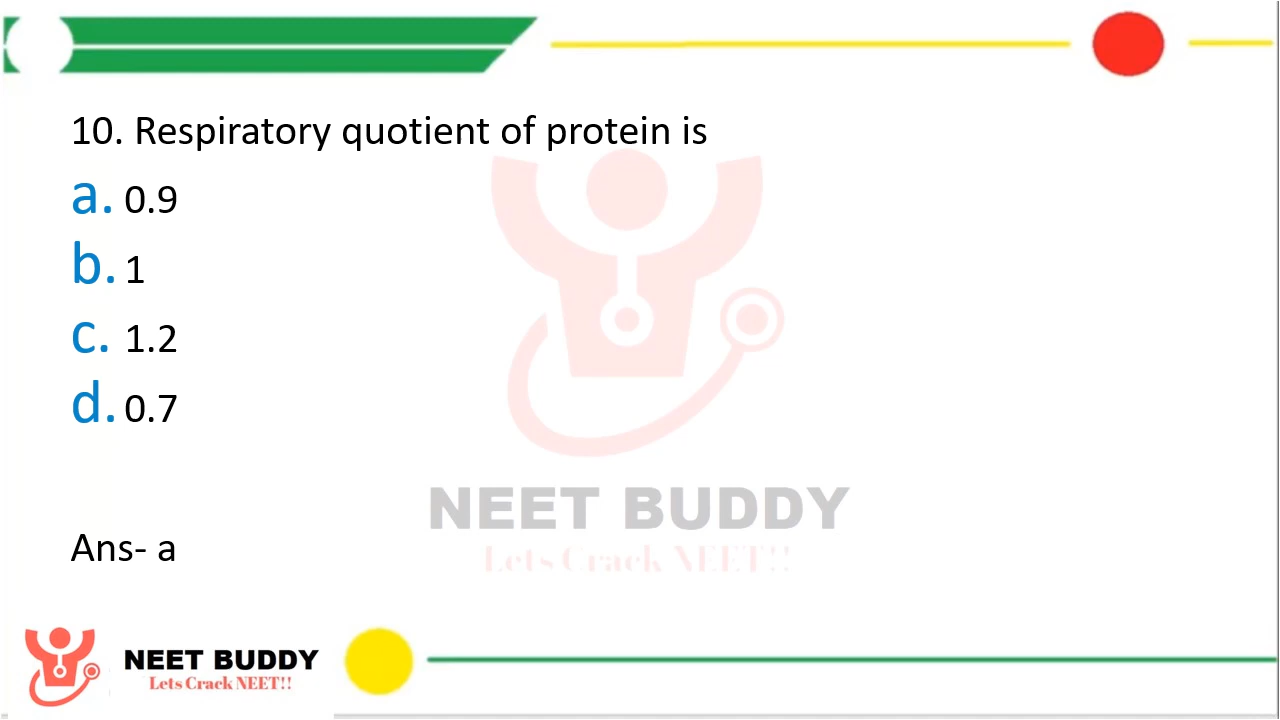 10. Respiratory quotient of protein is
a. 0.9
b. 1
c. 1.2
d. 0.7
NEET BUDDY
Lets Crack NEET!!
Ans- a
NEET BUDDY
Lets Crack NEET!!